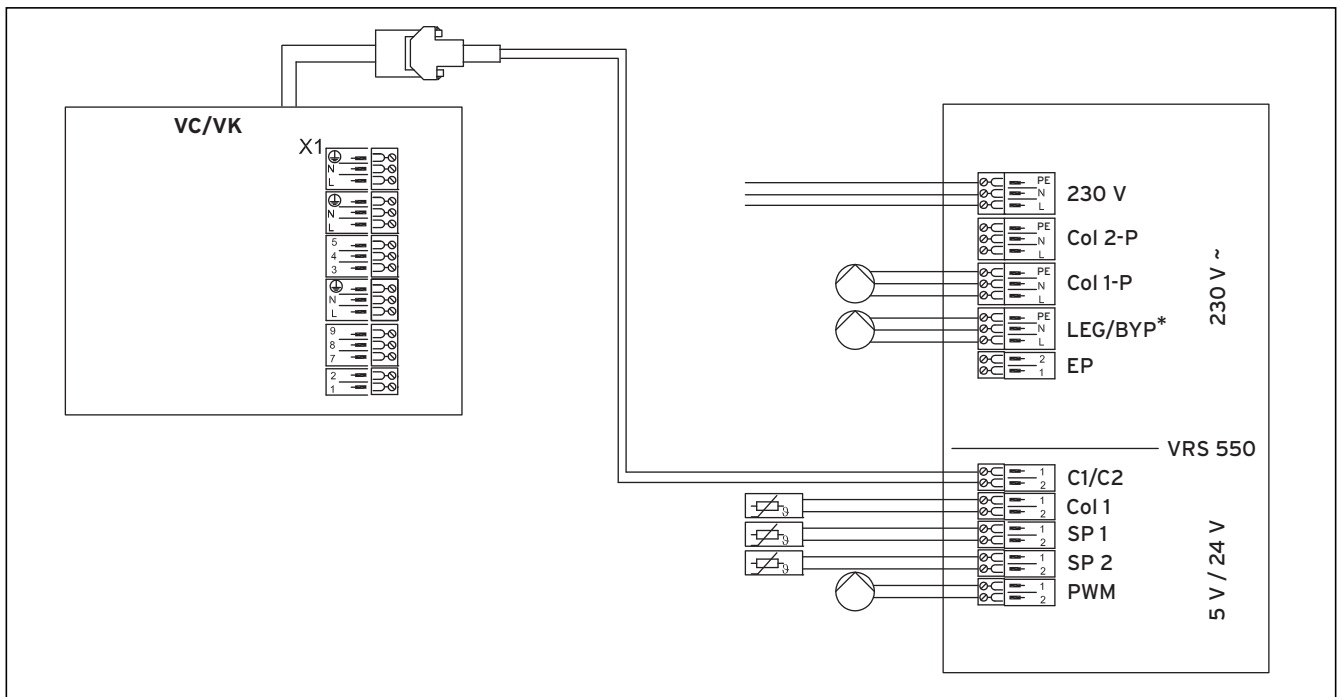 VC/VK
X1
N
L
N
L
5
4
3
N
L
9
8
7
2
1
PE
N
L
230 V
PE
N
L
Col 2-P
PE
N
L
Col 1-P
PE
N
L
LEG/BYP*
2
1
EP
230 V ~
VRS 550
1
2
C1/C2
1
2
Col 1
1
2
SP 1
1
2
SP 2
1
2
PWM
5 V / 24 V
ϑ
ϑ
ϑ